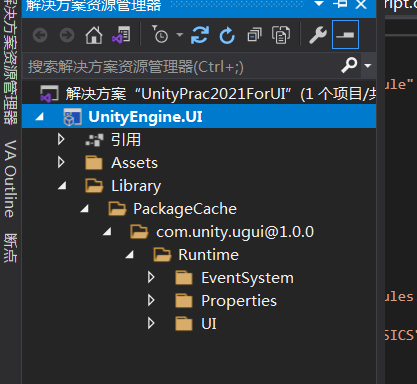 解决方案资源管理器
ript.c
搜索解决方案资源管理器(Ctrl+;)
解决方案“UnityPrac2021ForUI”(1 个项目/共
UnityEngine.UI
引用
Assets
Library
PackageCache
com.unity.ugui@1.0.0
Runtime
EventSystem
Properties
UI
解决方案资源管理器
VA Outline
断点
ule"
ules
SICS"